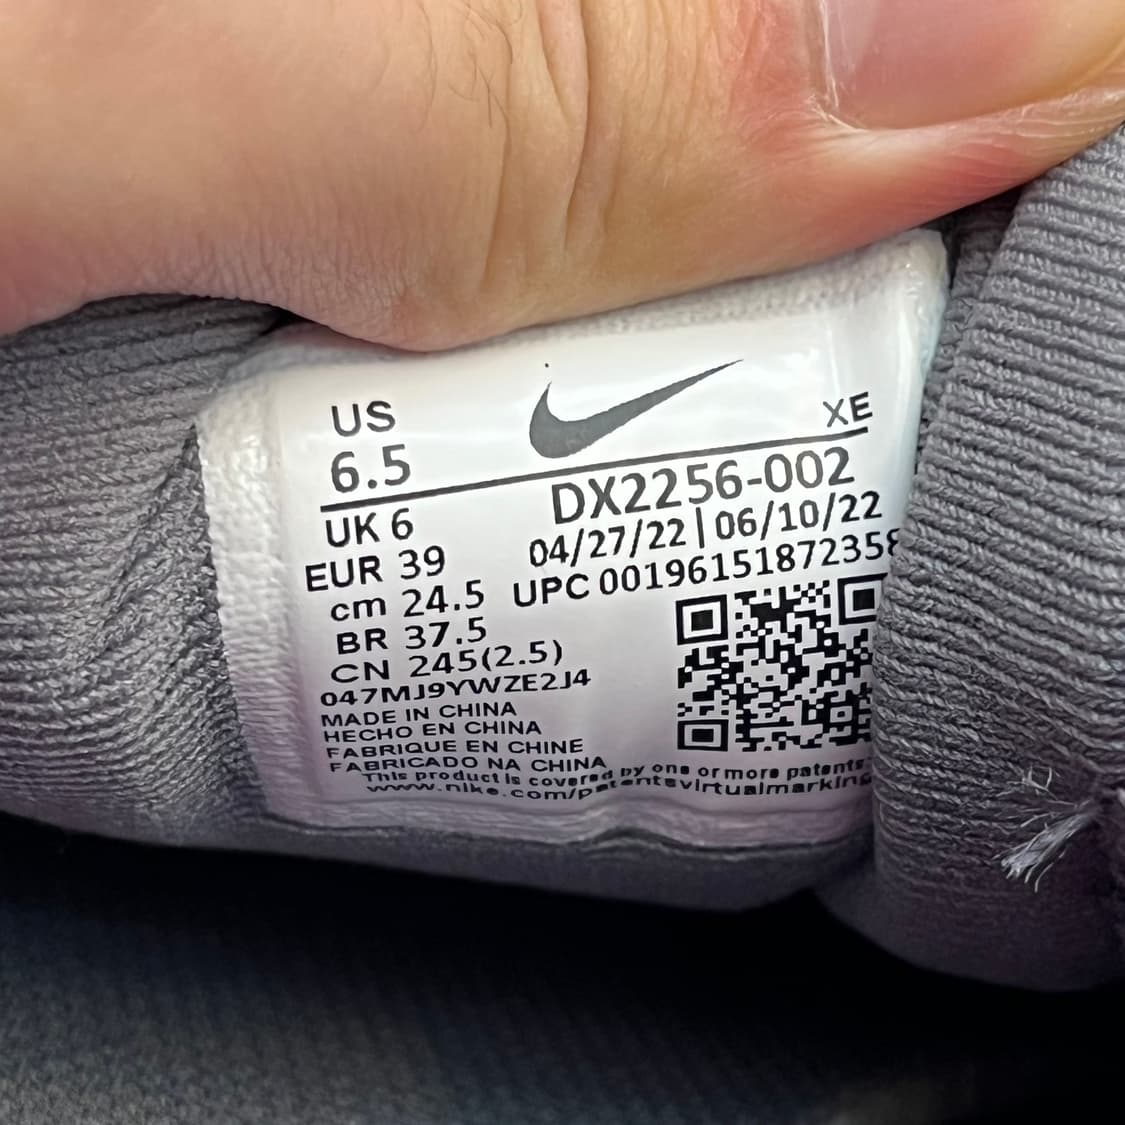 US
6.5
XE
UK 6
EUR 39
cm 24.5
BR 37.5
CN 245(2.5)
DX2256-002
04/27/22|06/10/22
UPC 00196151872358
047MJ9YWZE2J4
MADE IN CHINA
HECHO EN CHINA
FABRIQUE EN CHINE
FABRICADO NA CHINA
This product is covered by one or more patents
www.nike.com/patentsvirtualmarking